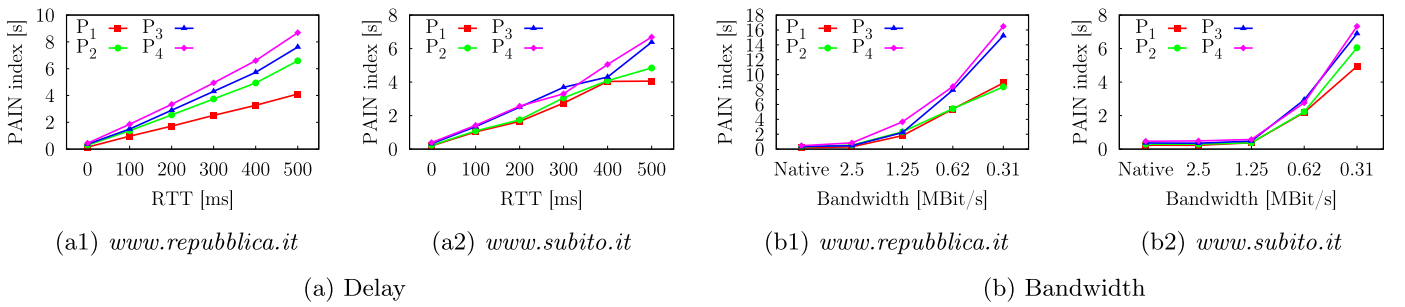 PAIN index [s]
10
8
6
4
2
0
P1 P3
P2 P4
0 100 200 300 400 500
RTT [ms]
(a1) www.repubblica.it
PAIN index [s]
8
6
4
2
0
P1 P3
P2 P4
0 100 200 300 400 500
RTT [ms]
(a2) www.subito.it
(a) Delay
PAIN index [s]
18
16
14
12
10
8
6
4
2
0
P1 P3
P2 P4
Native 2.5 1.25 0.62 0.31
Bandwidth [MBit/s]
(b1) www.repubblica.it
PAIN index [s]
8
6
4
2
0
P1 P3
P2 P4
Native 2.5 1.25 0.62 0.31
Bandwidth [MBit/s]
(b2) www.subito.it
(b) Bandwidth